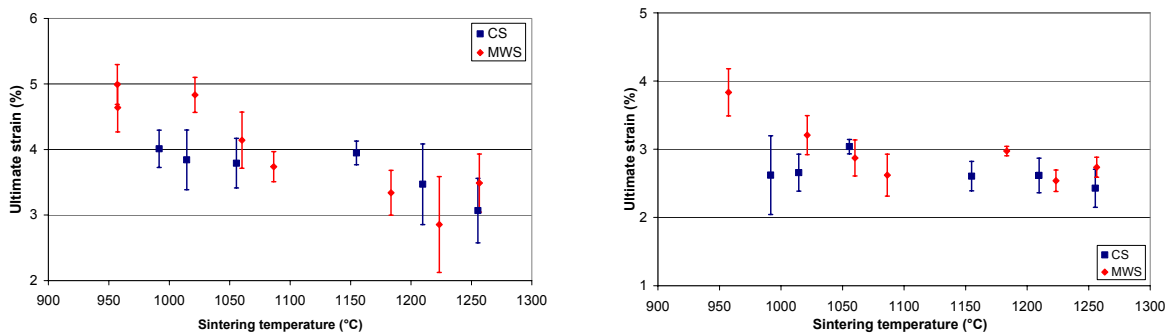 6
5
4
3
2
Ultimate strain (%)
CS
MWS
900 950 1000 1050 1100 1150 1200 1250 1300
Sintering temperature (°C)
5
4
3
2
1
Ultimate strain (%)
CS
MWS
900 950 1000 1050 1100 1150 1200 1250 1300
Sintering temperature (°C)